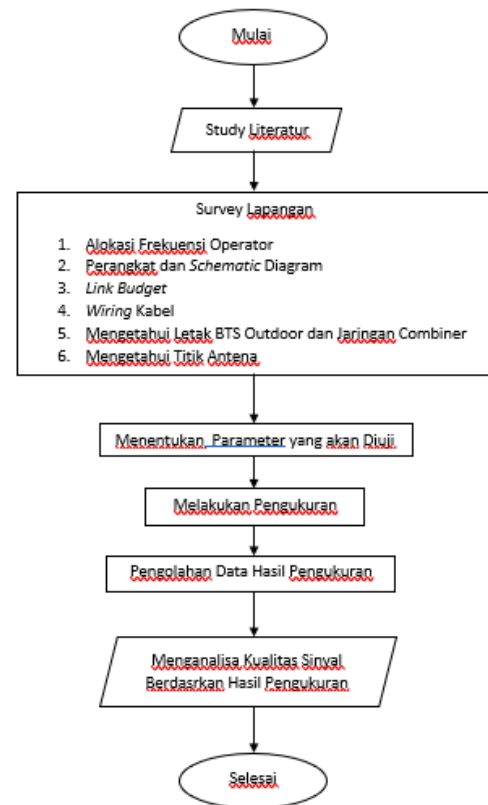 Mulai
Study Literatur
Survey Lapangan
1. Alokasi Frekuensi Operator
2. Perangkat dan Schematic Diagram
3. Link Budget
4. Wiring Kabel
5. Mengetahui Letak BTS Outdoor dan Jaringan Combiner
6. Mengetahui Titik Antena
Menentukan Parameter yang akan Diuji
Melakukan Pengukuran
Pengolahan Data Hasil Pengukuran
Menganalisa Kualitas Sinyal
Berdasrkan Hasil Pengukuran
Selesai